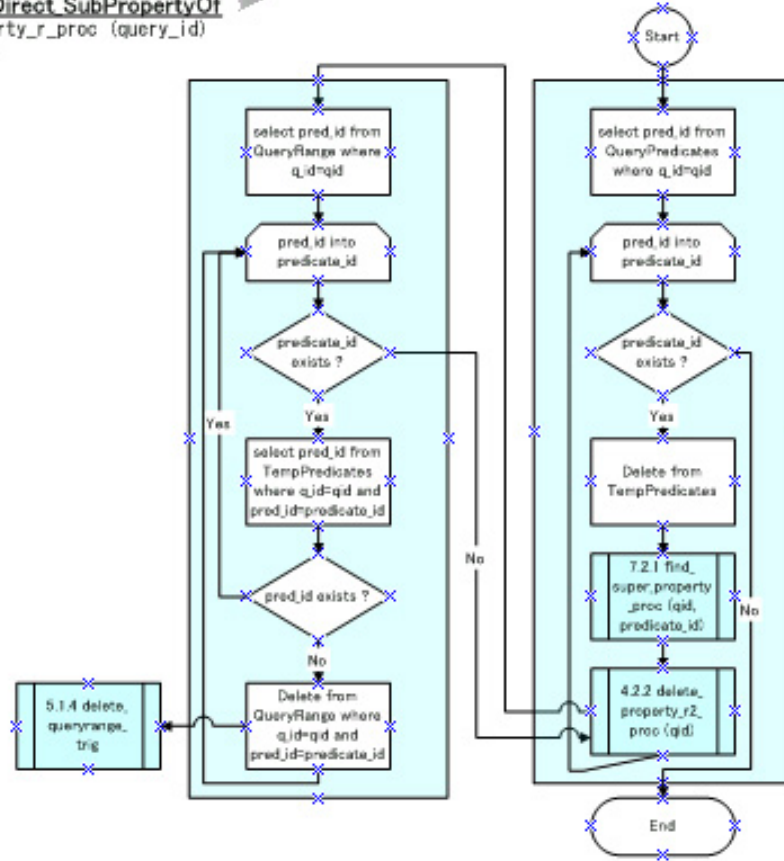 Direct_SubPropertyOf
rty_r_proc (query_id)
Start
select pred_id from
QueryRange where
q_id=qid
pred_id into
predicate_id
predicate_id
exists ?
Yes
Yes
select pred_id from
TempPredicates
where q_id=qid and
pred_id=predicate_id
pred_id exists ?
No
Delete from
QueryRange where
q_id=qid and
pred_id=predicate_id
5.1.4 delete_
queryrange_
trig
No
select pred_id from
QueryPredicates
where q_id=qid
pred_id into
predicate_id
predicate_id
exists ?
Yes
Delete from
TempPredicates
7.2.1 find_
super_property
_proc (qid,
predicate_id)
No
4.2.2 delete_
property_r2_
proc (qid)
End